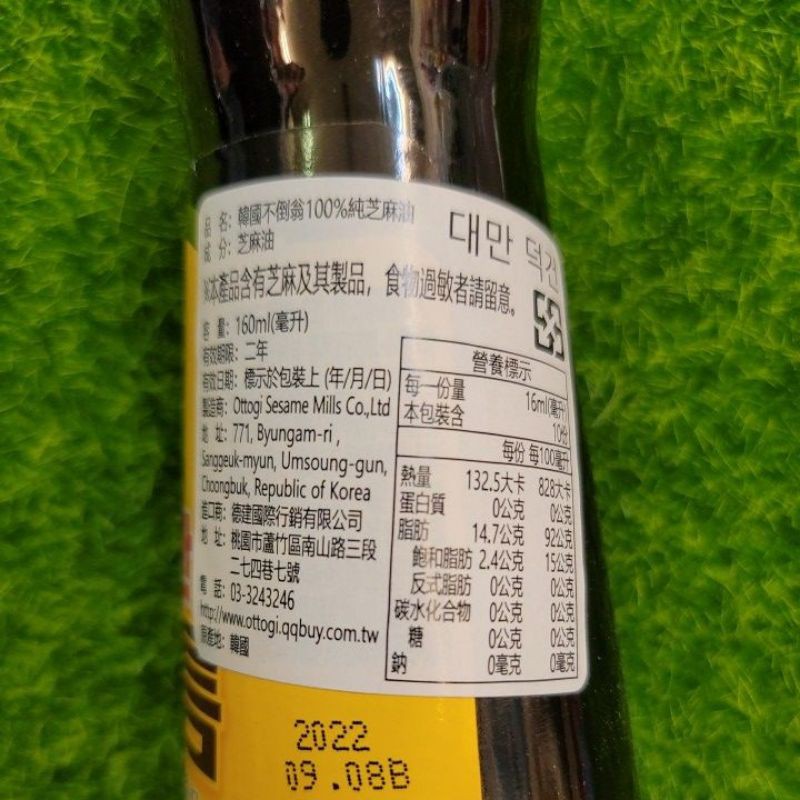 品 名：韓國不倒翁100%純芝麻油
成 分：芝麻油
※本產品含有芝麻及其製品，食物過敏者請留意。
容 量：160ml(毫升)
有效期限：二年
有效日期：標示於包裝上 (年/月/日)
製造商：Ottogi Sesame Mills Co.,Ltd
地 址：771, Byungam-ri ,
Sanggeuk-myun, Umsoung-gun,
Choongbuk, Republic of Korea
進口商：德建國際行銷有限公司
地 址：桃園市蘆竹區南山路三段
二七四巷七號
電 話：03-3243246
http://www.ottogi.qqbuy.com.tw
原產地：韓國
대만 덕건
營養標示
每一份量 16ml(毫升)
本包裝含 10份
每份 每100毫升
熱量 132.5大卡 828大卡
蛋白質 0公克 0公克
脂肪 14.7公克 92公克
飽和脂肪 2.4公克 15公克
反式脂肪 0公克 0公克
碳水化合物 0公克 0公克
糖 0公克 0公克
鈉 0毫克 0毫克
2022
09.08B